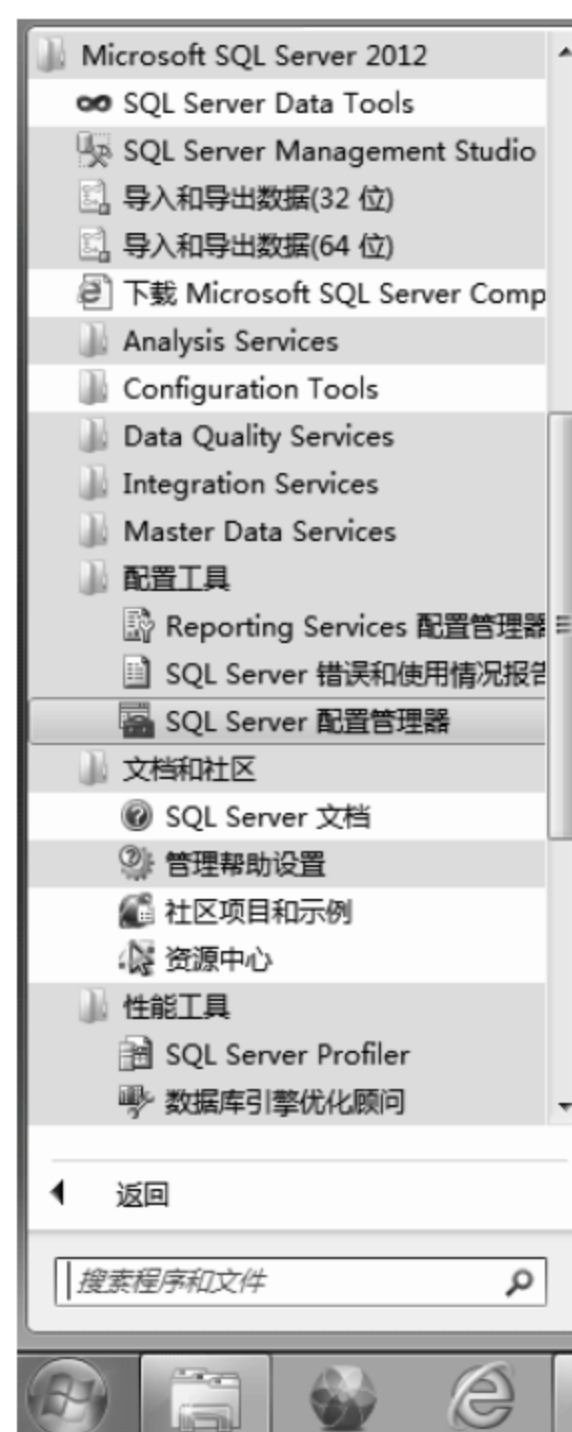 Microsoft SQL Server 2012
SQL Server Data Tools
SQL Server Management Studio
导入和导出数据(32 位)
导入和导出数据(64 位)
下载 Microsoft SQL Server Comp
Analysis Services
Configuration Tools
Data Quality Services
Integration Services
Master Data Services
配置工具
Reporting Services 配置管理器
SQL Server 错误和使用情况报告
SQL Server 配置管理器
文档和社区
SQL Server 文档
管理帮助设置
社区项目和示例
资源中心
性能工具
SQL Server Profiler
数据库引擎优化顾问
返回
搜索程序和文件